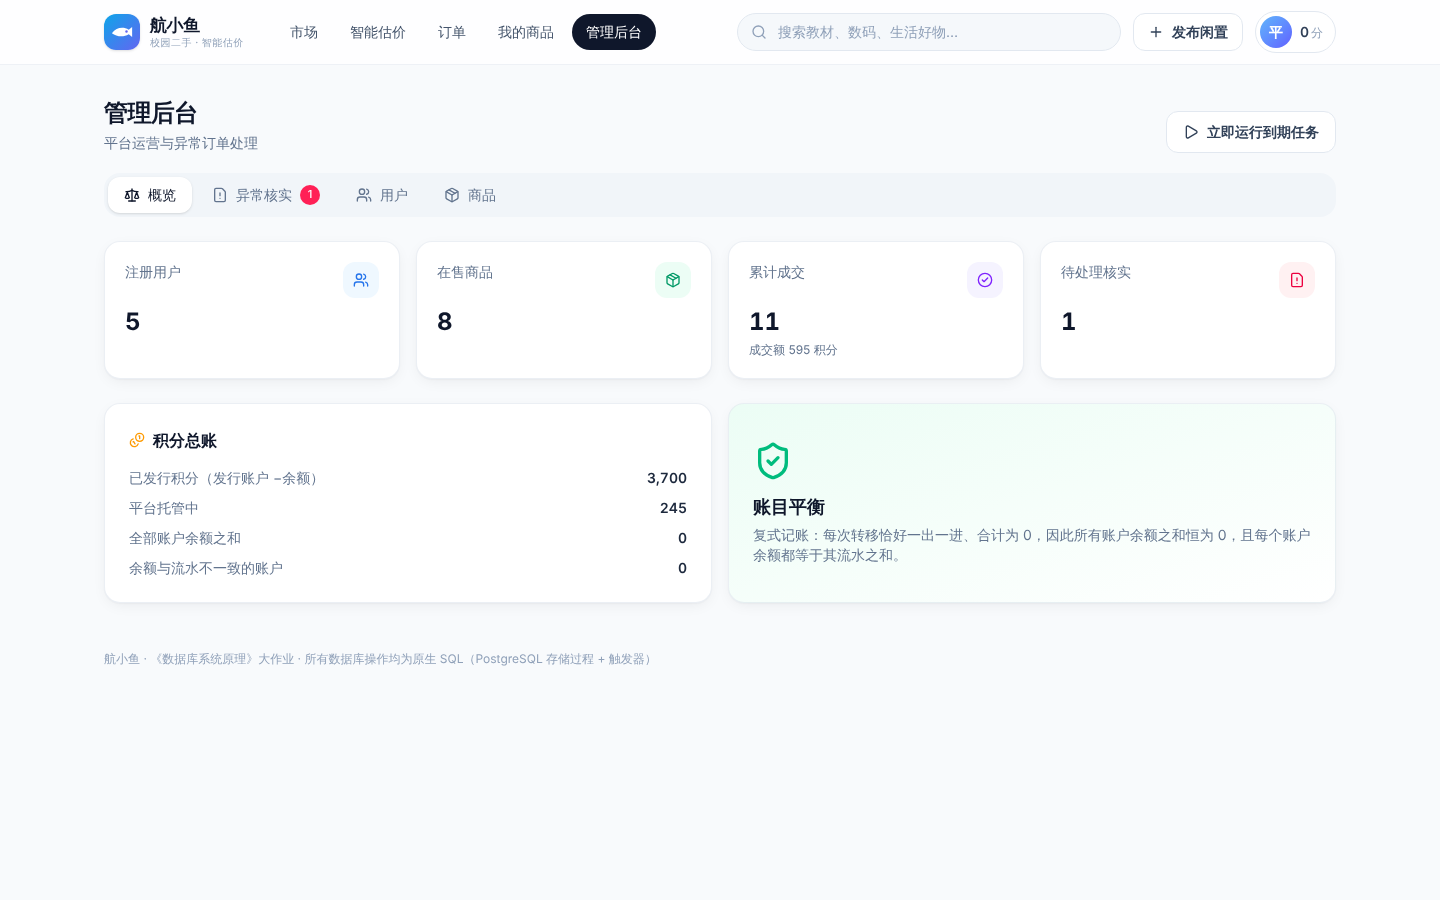 航小鱼
校园二手 · 智能估价
市场
智能估价
订单
我的商品
管理后台
搜索教材、数码、生活好物...
发布闲置
平
0 分
管理后台
平台运营与异常订单处理
立即运行到期任务
概览
异常核实 1
用户
商品
注册用户
5
在售商品
8
累计成交
11
成交额 595 积分
待处理核实
1
积分总账
已发行积分（发行账户 −余额） 3,700
平台托管中 245
全部账户余额之和 0
余额与流水不一致的账户 0
账目平衡
复式记账：每次转移恰好一出一进、合计为 0，因此所有账户余额之和恒为 0，且每个账户
余额都等于其流水之和。
航小鱼 · 《数据库系统原理》大作业 · 所有数据库操作均为原生 SQL（PostgreSQL 存储过程 + 触发器）